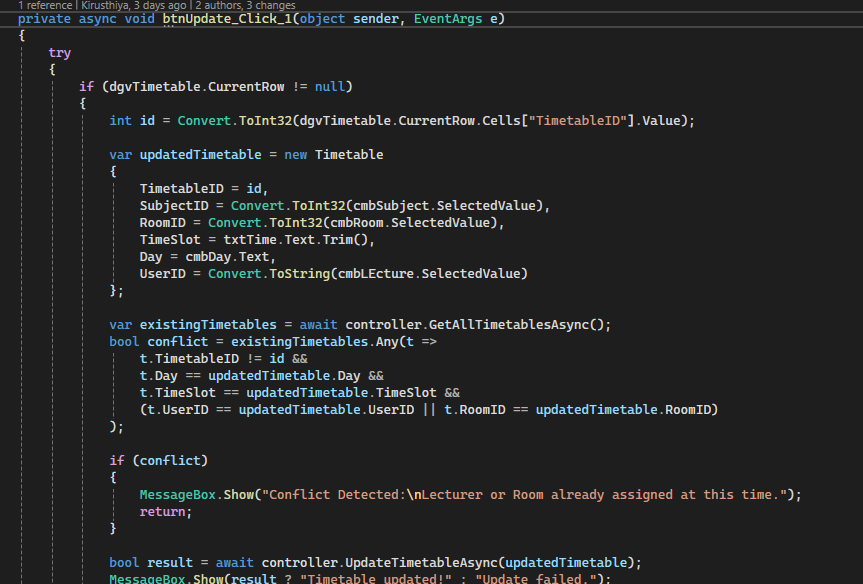 1 reference | Kirusthiya, 3 days ago | 2 authors, 3 changes
private async void btnUpdate_Click_1(object sender, EventArgs e)
{
try
{
if (dgvTimetable.CurrentRow != null)
{
int id = Convert.ToInt32(dgvTimetable.CurrentRow.Cells["TimetableID"].Value);
var updatedTimetable = new Timetable
{
TimetableID = id,
SubjectID = Convert.ToInt32(cmbSubject.SelectedValue),
RoomID = Convert.ToInt32(cmbRoom.SelectedValue),
TimeSlot = txtTime.Text.Trim(),
Day = cmbDay.Text,
UserID = Convert.ToString(cmbLEcture.SelectedValue)
};
var existingTimetables = await controller.GetAllTimetablesAsync();
bool conflict = existingTimetables.Any(t =>
t.TimetableID != id &&
t.Day == updatedTimetable.Day &&
t.TimeSlot == updatedTimetable.TimeSlot &&
(t.UserID == updatedTimetable.UserID || t.RoomID == updatedTimetable.RoomID)
);
if (conflict)
{
MessageBox.Show("Conflict Detected:\nLecturer or Room already assigned at this time.");
return;
}
bool result = await controller.UpdateTimetableAsync(updatedTimetable);
MessageBox.Show(result ? "Timetable updated!" : "Update failed.");